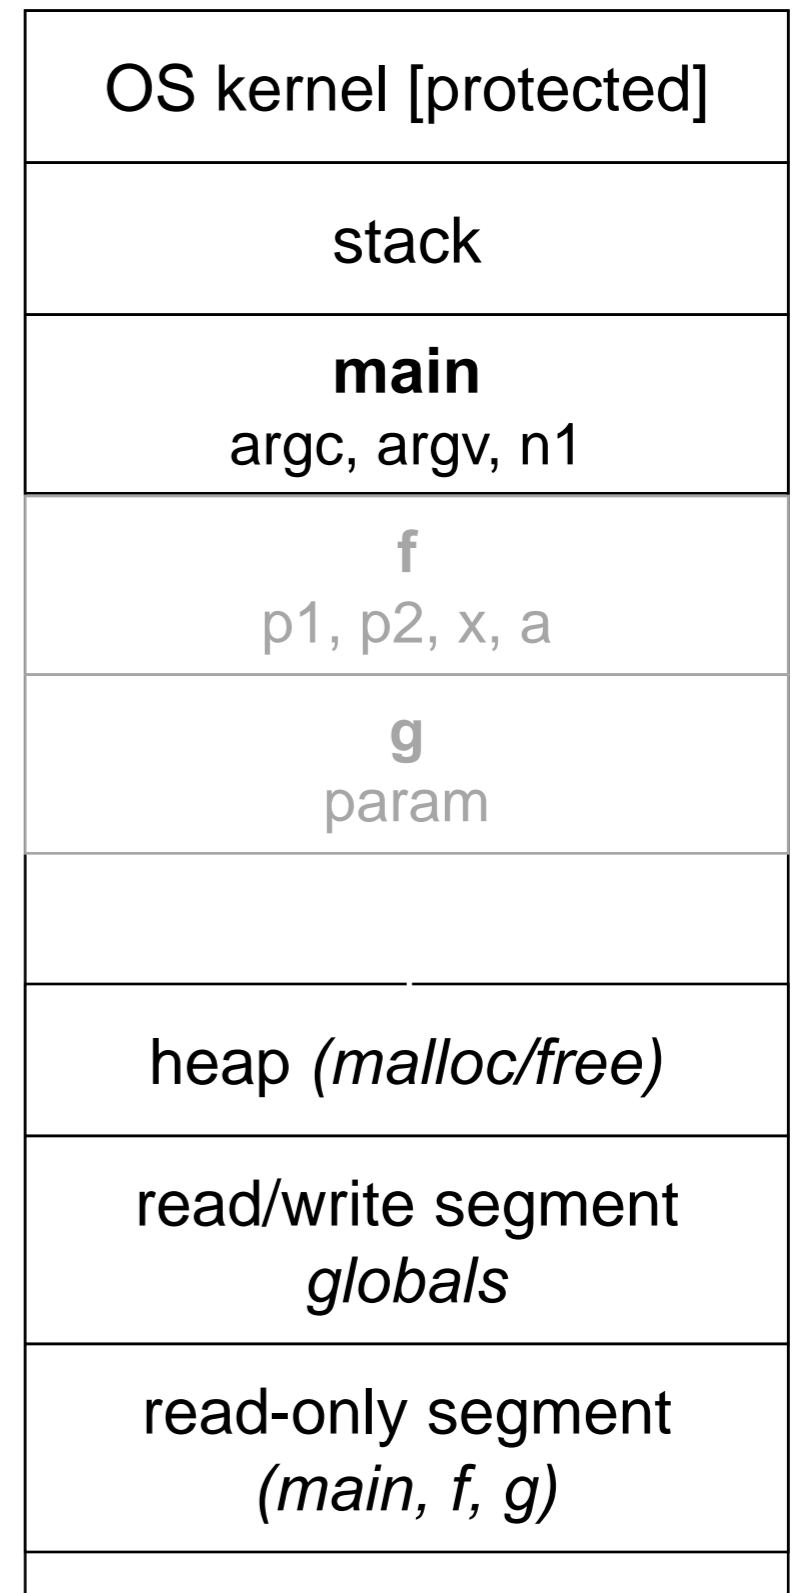 OS kernel [protected]
stack
main
argc, argv, n1
f
p1, p2, x, a
g
param
heap (malloc/free)
read/write segment
globals
read-only segment
(main, f, g)